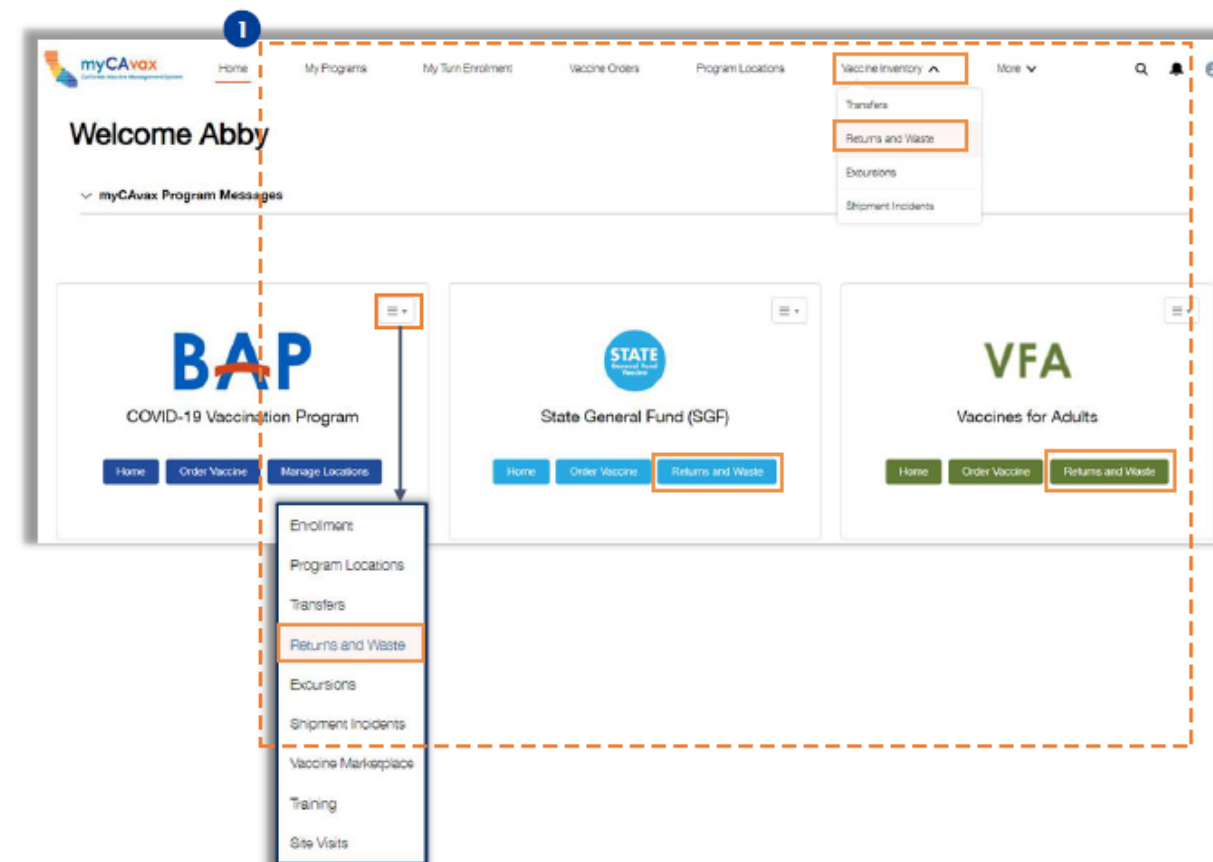 1
myCAvax
California Vaccine Management System
Home My Programs My Turn Enrollment Vaccine Orders Program Locations Vaccine Inventory More
Transfers
Returns and Waste
Excursions
Shipment Incidents
Welcome Abby
myCAvax Program Messages
BAP
COVID-19 Vaccination Program
Home Order Vaccine Manage Locations
STATE
General Fund
Vaccine
State General Fund (SGF)
Home Order Vaccine Returns and Waste
VFA
Vaccines for Adults
Home Order Vaccine Returns and Waste
Enrollment
Program Locations
Transfers
Returns and Waste
Excursions
Shipment Incidents
Vaccine Marketplace
Training
Site Visits